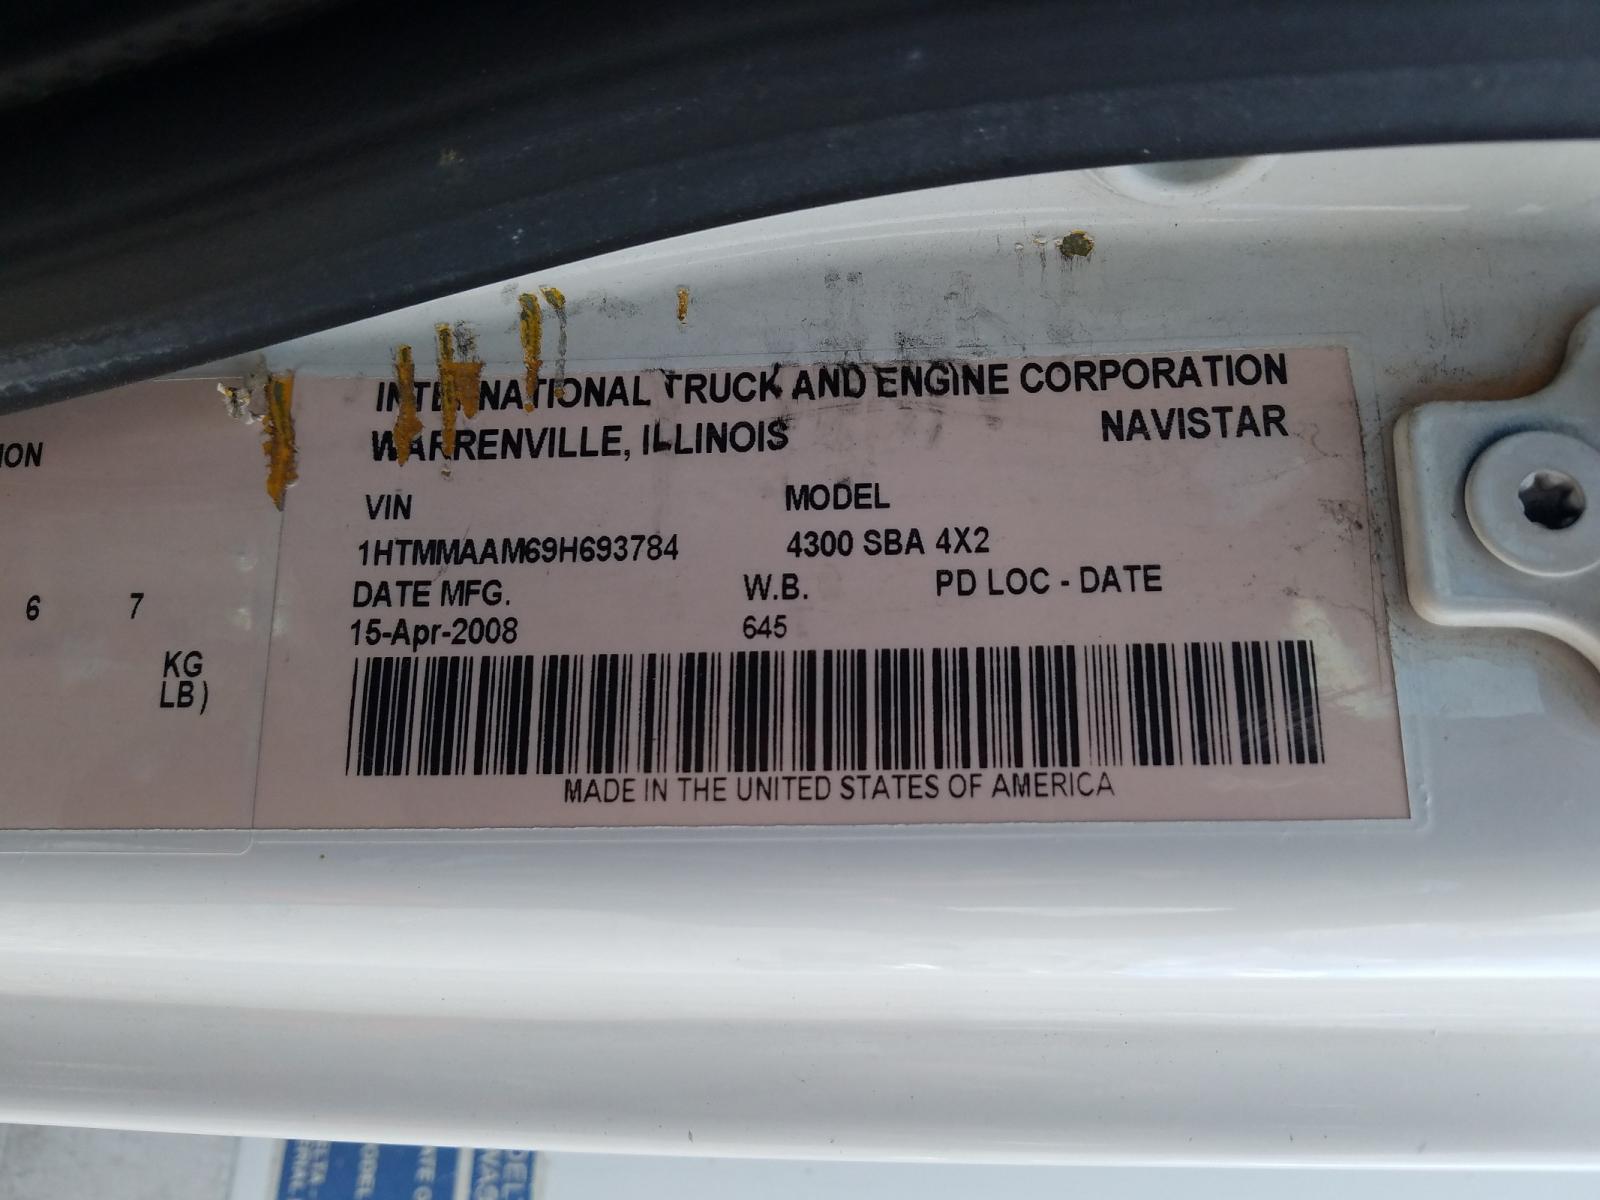 INTERNATIONAL TRUCK AND ENGINE CORPORATION
WARRENVILLE, ILLINOIS NAVISTAR
VIN MODEL
1HTMMAAM69H693784 4300 SBA 4X2
DATE MFG. W.B. PD LOC - DATE
15-Apr-2008 645
MADE IN THE UNITED STATES OF AMERICA
6 7
KG
LB)